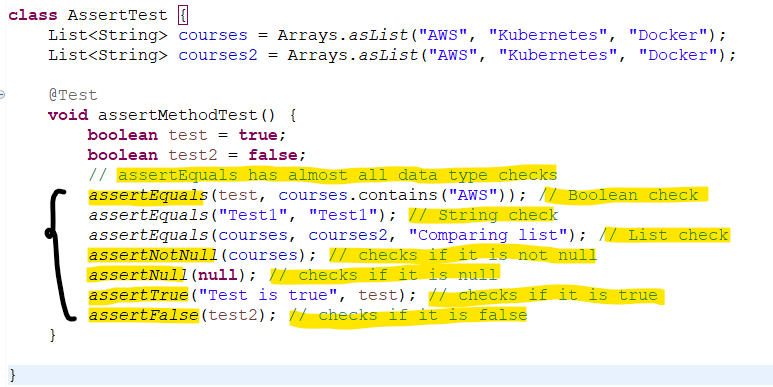 class AssertTest {
List<String> courses = Arrays.asList("AWS", "Kubernetes", "Docker");
List<String> courses2 = Arrays.asList("AWS", "Kubernetes", "Docker");
@Test
void assertMethodTest() {
boolean test = true;
boolean test2 = false;
// assertEquals has almost all data type checks
assertEquals(test, courses.contains("AWS")); // Boolean check
assertEquals("Test1", "Test1"); // String check
assertEquals(courses, courses2, "Comparing list"); // List check
assertNotNull(courses); // checks if it is not null
assertNull(null); // checks if it is null
assertTrue("Test is true", test); // checks if it is true
assertFalse(test2); // checks if it is false
}
}